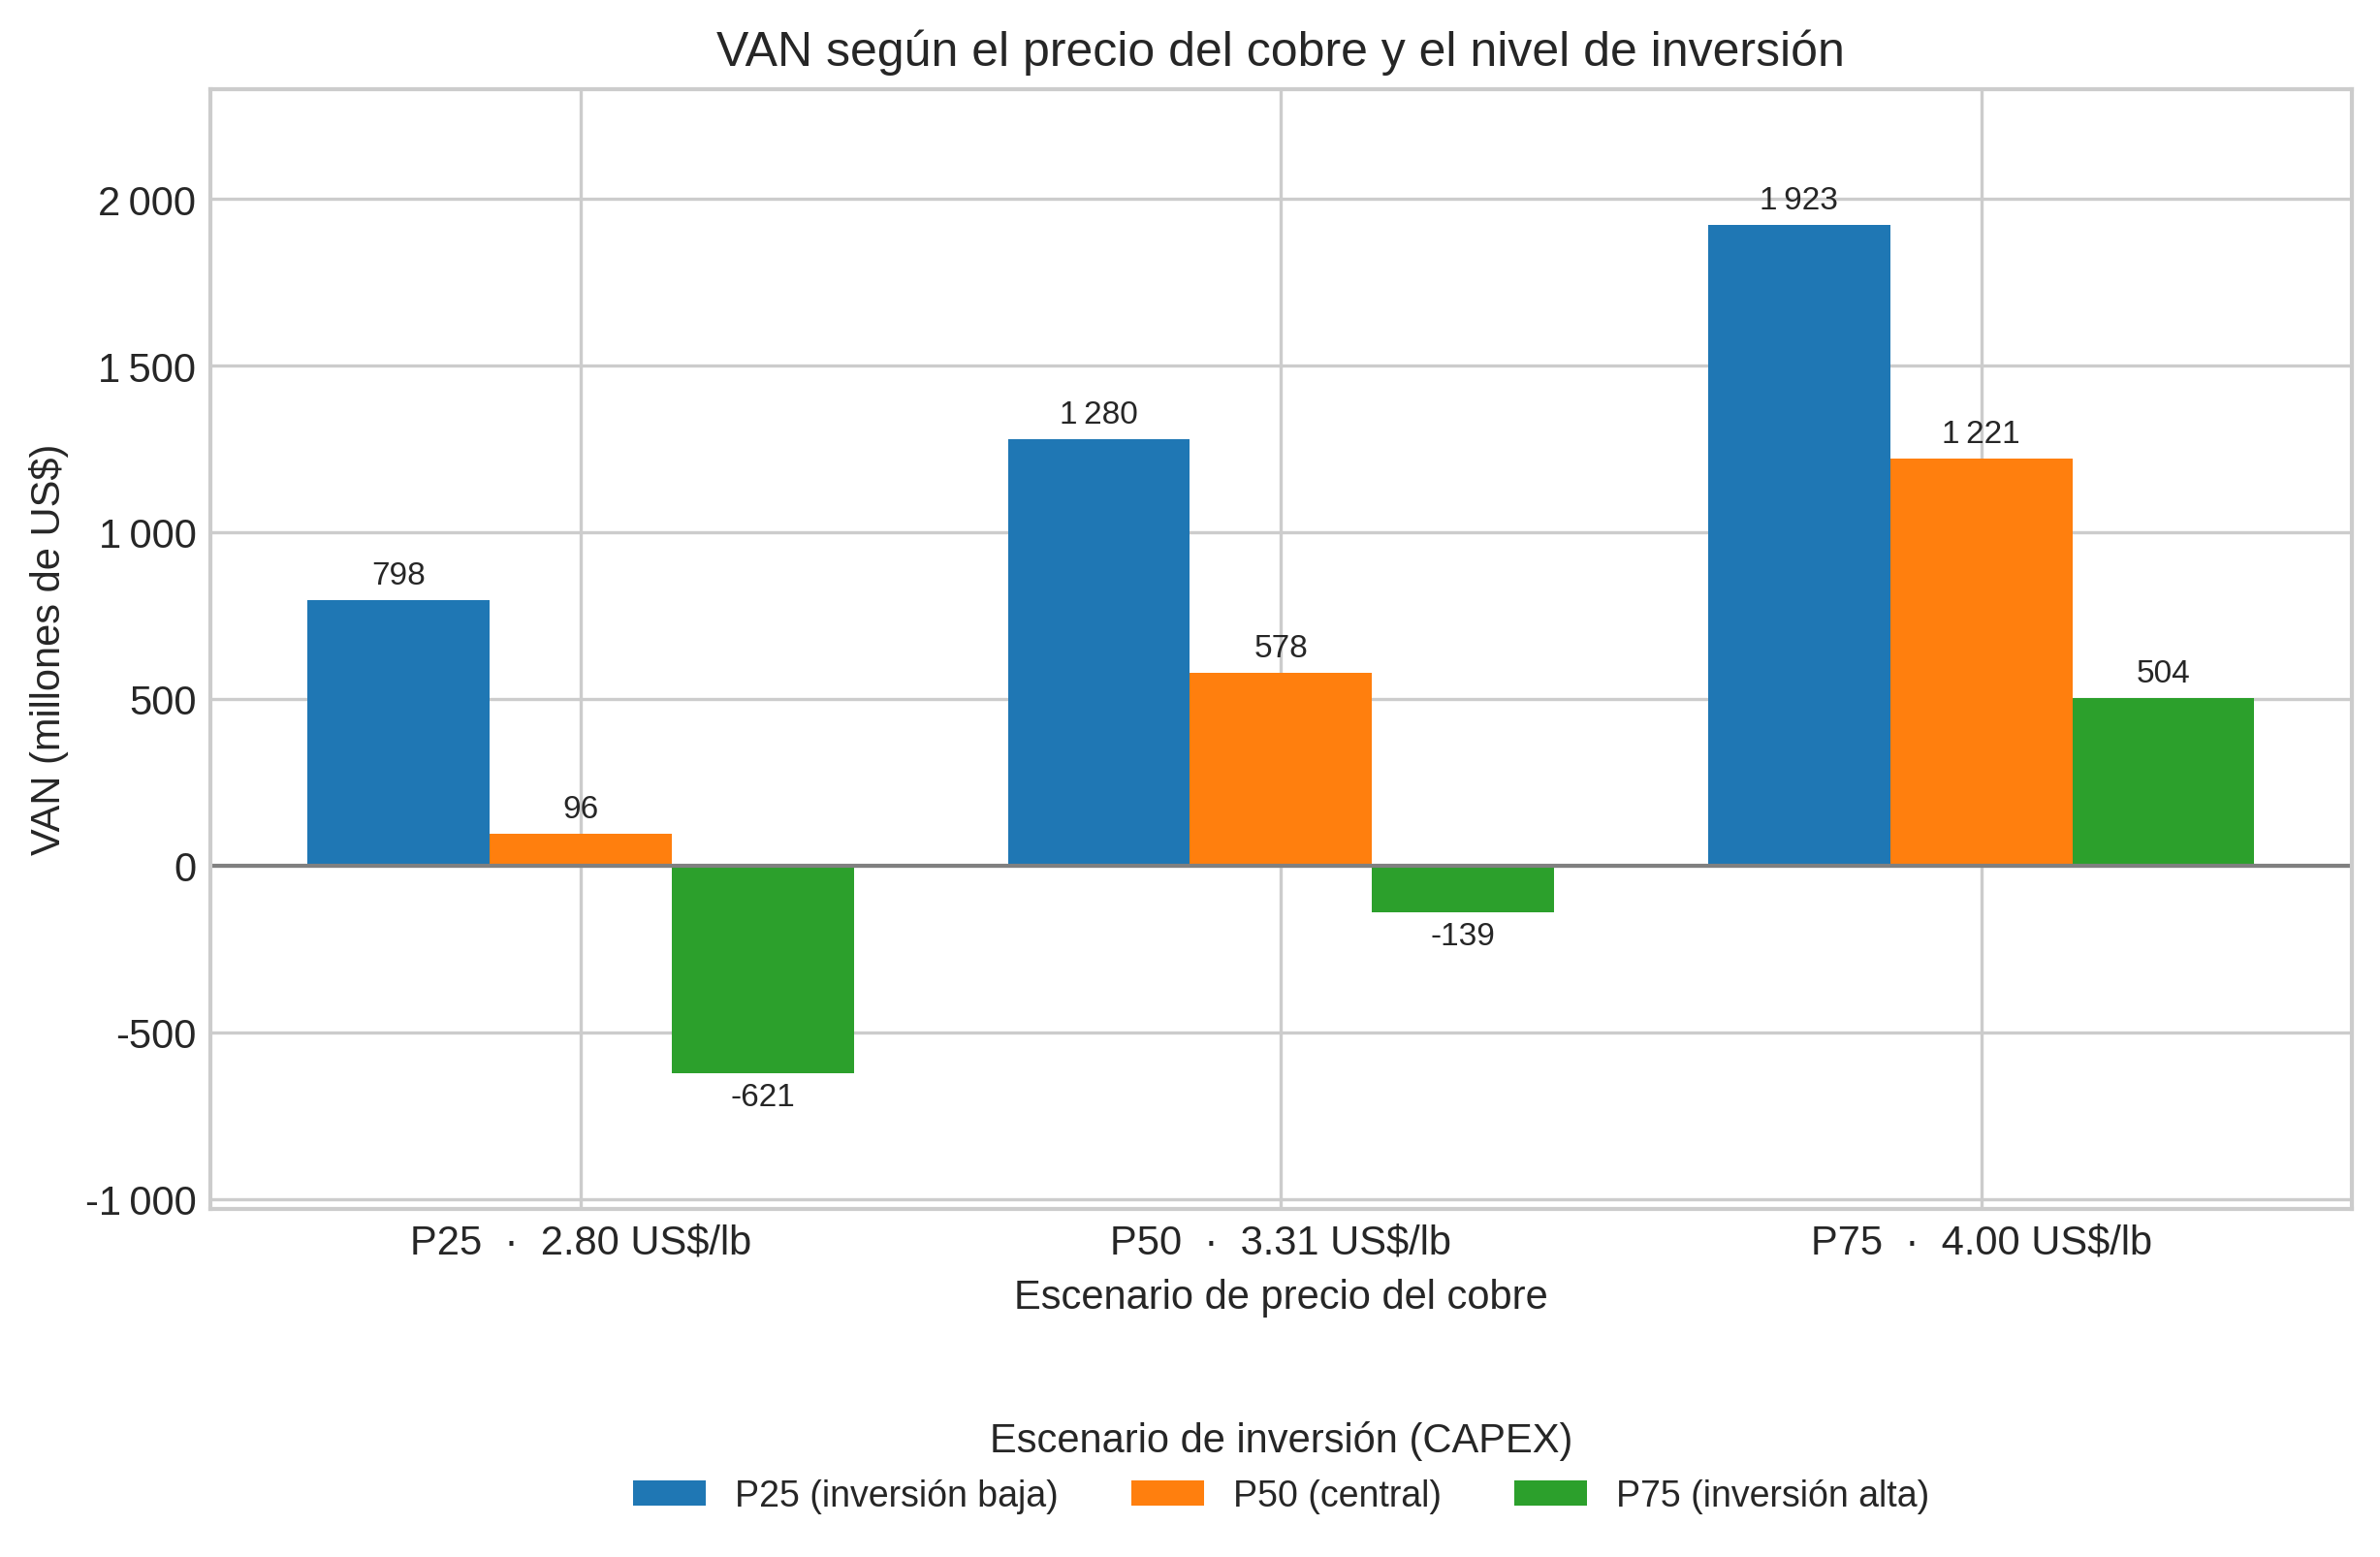 VAN según el precio del cobre y el nivel de inversión
VAN (millones de US$)
2 000
1 500
1 000
500
0
-500
-1 000
798
96
-621
1 280
578
-139
1 923
1 221
504
P25 · 2.80 US$/lb
P50 · 3.31 US$/lb
P75 · 4.00 US$/lb
Escenario de precio del cobre
Escenario de inversión (CAPEX)
P25 (inversión baja)
P50 (central)
P75 (inversión alta)